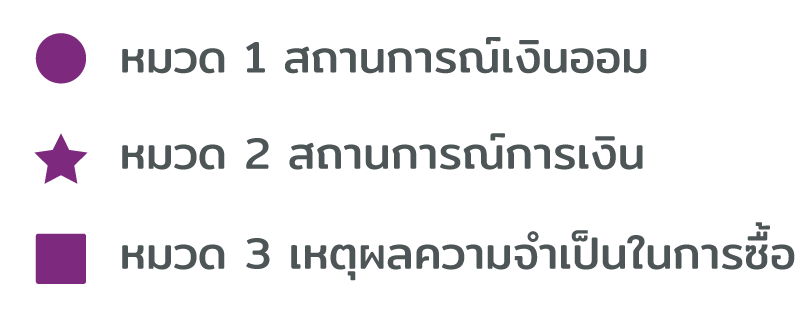 หมวด 1 สถานการณ์เงินออม
หมวด 2 สถานการณ์การเงิน
หมวด 3 เหตุผลความจำเป็นในการซื้อ